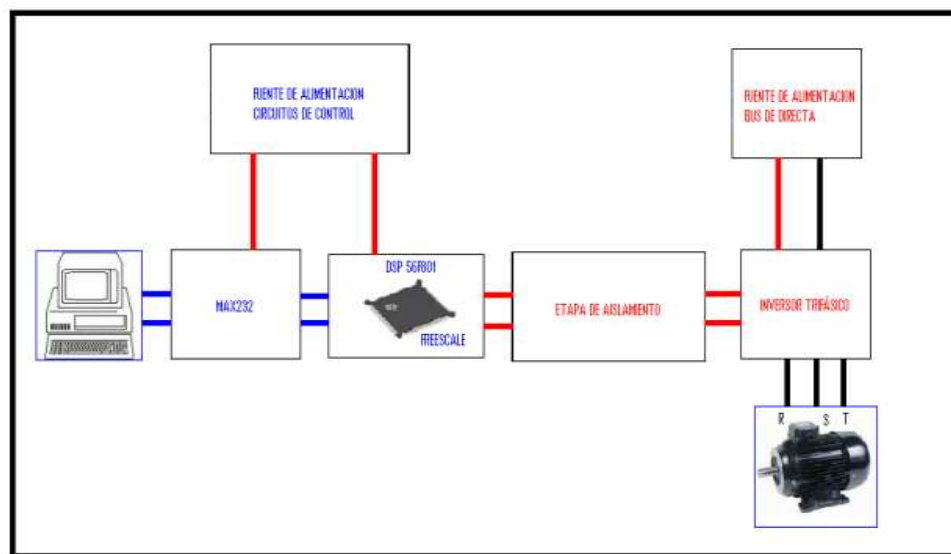 FUENTE DE ALIMENTACION
CIRCUITOS DE CONTROL
FUENTE DE ALIMENTACION
BUS DE DIRECTA
DSP 56F801
MAX232
ETAPA DE AISLAMIENTO
INVERSOR TRIFÁSICO
FREESCALE
R S T